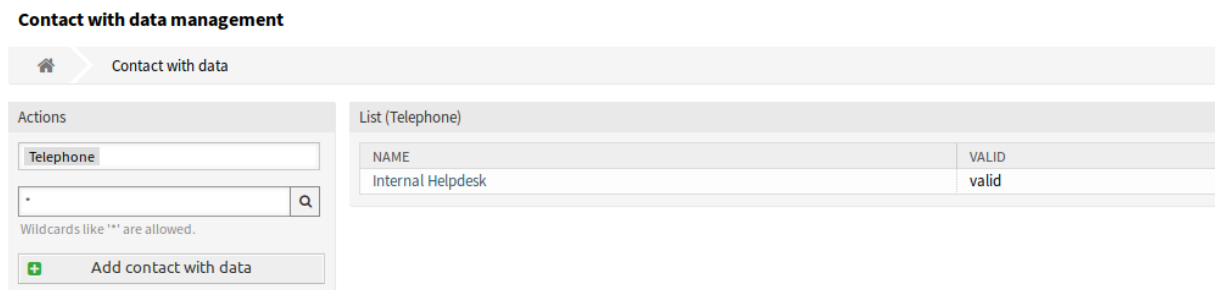 Contact with data management
Contact with data
Actions
Telephone
*
Wildcards like '*' are allowed.
Add contact with data
List (Telephone)
NAME VALID
Internal Helpdesk valid